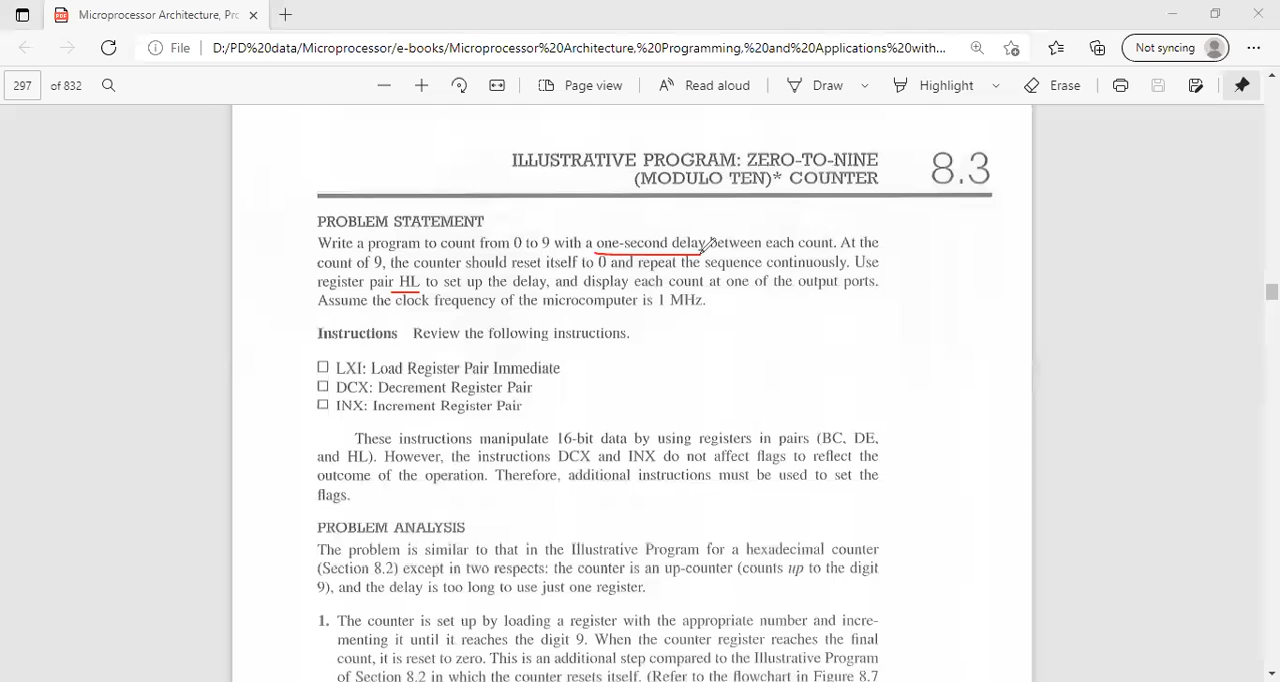 Microprocessor Architecture, Pro
File
D:/PD%20data/Microprocessor/e-books/Microprocessor%20Architecture,%20Programming,%20and%20Applications%20with...
Not syncing
297 of 832
Page view
Read aloud
Draw
Highlight
Erase
ILLUSTRATIVE PROGRAM: ZERO-TO-NINE
(MODULO TEN)* COUNTER
8.3
PROBLEM STATEMENT
Write a program to count from 0 to 9 with a one-second delay between each count. At the
count of 9, the counter should reset itself to 0 and repeat the sequence continuously. Use
register pair HL to set up the delay, and display each count at one of the output ports.
Assume the clock frequency of the microcomputer is 1 MHz.
Instructions Review the following instructions.
LXI: Load Register Pair Immediate
DCX: Decrement Register Pair
INX: Increment Register Pair
These instructions manipulate 16-bit data by using registers in pairs (BC, DE,
and HL). However, the instructions DCX and INX do not affect flags to reflect the
outcome of the operation. Therefore, additional instructions must be used to set the
flags.
PROBLEM ANALYSIS
The problem is similar to that in the Illustrative Program for a hexadecimal counter
(Section 8.2) except in two respects: the counter is an up-counter (counts up to the digit
9), and the delay is too long to use just one register.
1. The counter is set up by loading a register with the appropriate number and incre-
menting it until it reaches the digit 9. When the counter register reaches the final
count, it is reset to zero. This is an additional step compared to the Illustrative Program
of Section 8.2 in which the counter resets itself. (Refer to the flowchart in Figure 8.7